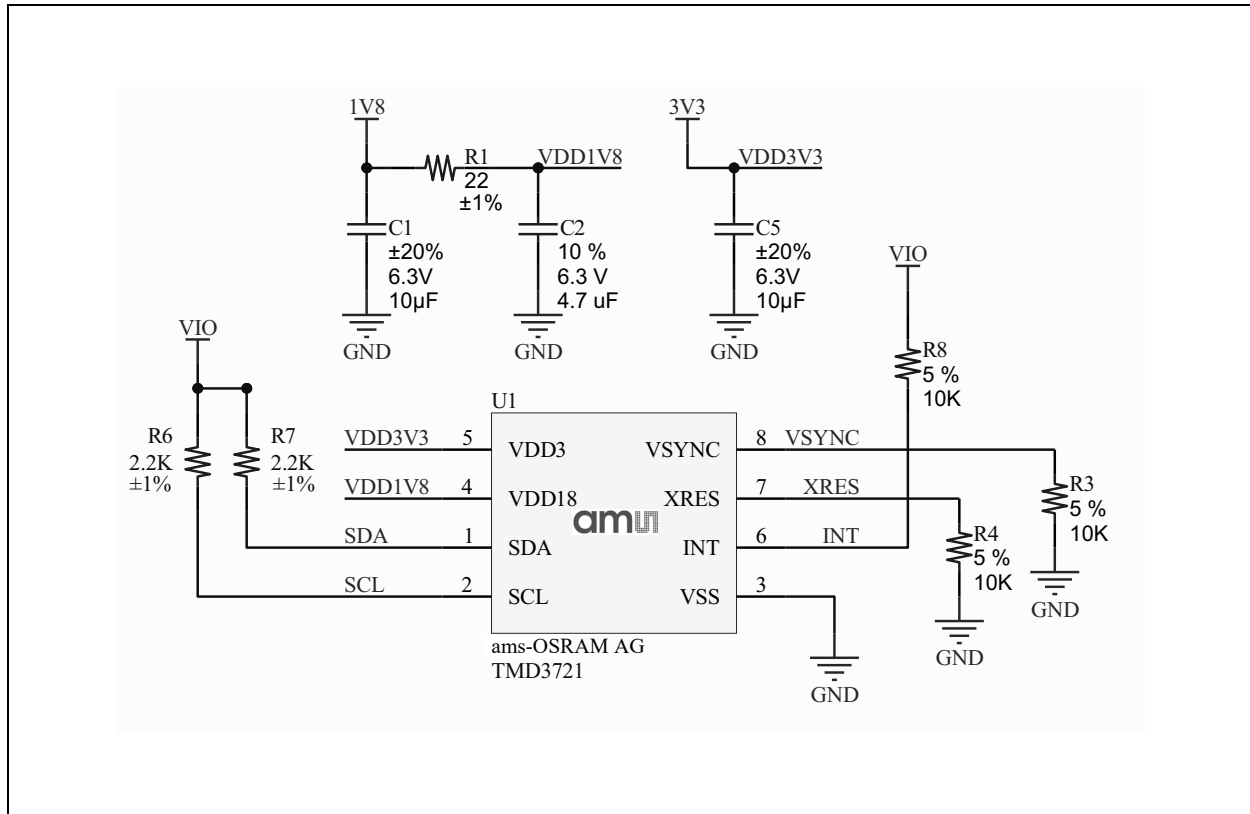 1V8
R1
22
±1%
VDD1V8
C1
±20%
6.3V
10µF
GND
C2
10 %
6.3 V
4.7 uF
GND
3V3
VDD3V3
C5
±20%
6.3V
10µF
GND
VIO
R8
5 %
10K
VIO
R6
2.2K
±1%
R7
2.2K
±1%
U1
VDD3V3 5 VDD3
VDD1V8 4 VDD18
SDA 1 SDA
SCL 2 SCL
amu
VSYNC 8 VSYNC
XRES 7 XRES
INT 6 INT
VSS 3
ams-OSRAM AG
TMD3721
GND
R4
5 %
10K
GND
R3
5 %
10K
GND